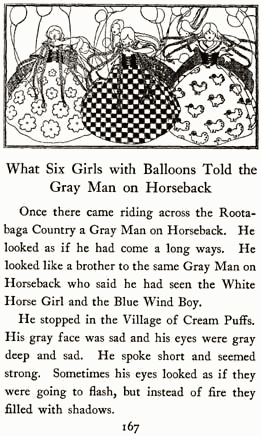 What Six Girls with Balloons Told the
Gray Man on Horseback
Once there came riding across the Roota-
baga Country a Gray Man on Horseback. He
looked as if he had come a long ways. He
looked like a brother to the same Gray Man on
Horseback who said he had seen the White
Horse Girl and the Blue Wind Boy.
He stopped in the Village of Cream Puffs.
His gray face was sad and his eyes were gray
deep and sad. He spoke short and seemed
strong. Sometimes his eyes looked as if they
were going to flash, but instead of fire they
filled with shadows.
167